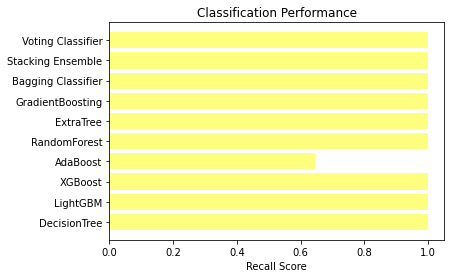 Classification Performance
Voting Classifier
Stacking Ensemble
Bagging Classifier
GradientBoosting
ExtraTree
RandomForest
AdaBoost
XGBoost
LightGBM
DecisionTree
0.0 0.2 0.4 0.6 0.8 1.0
Recall Score